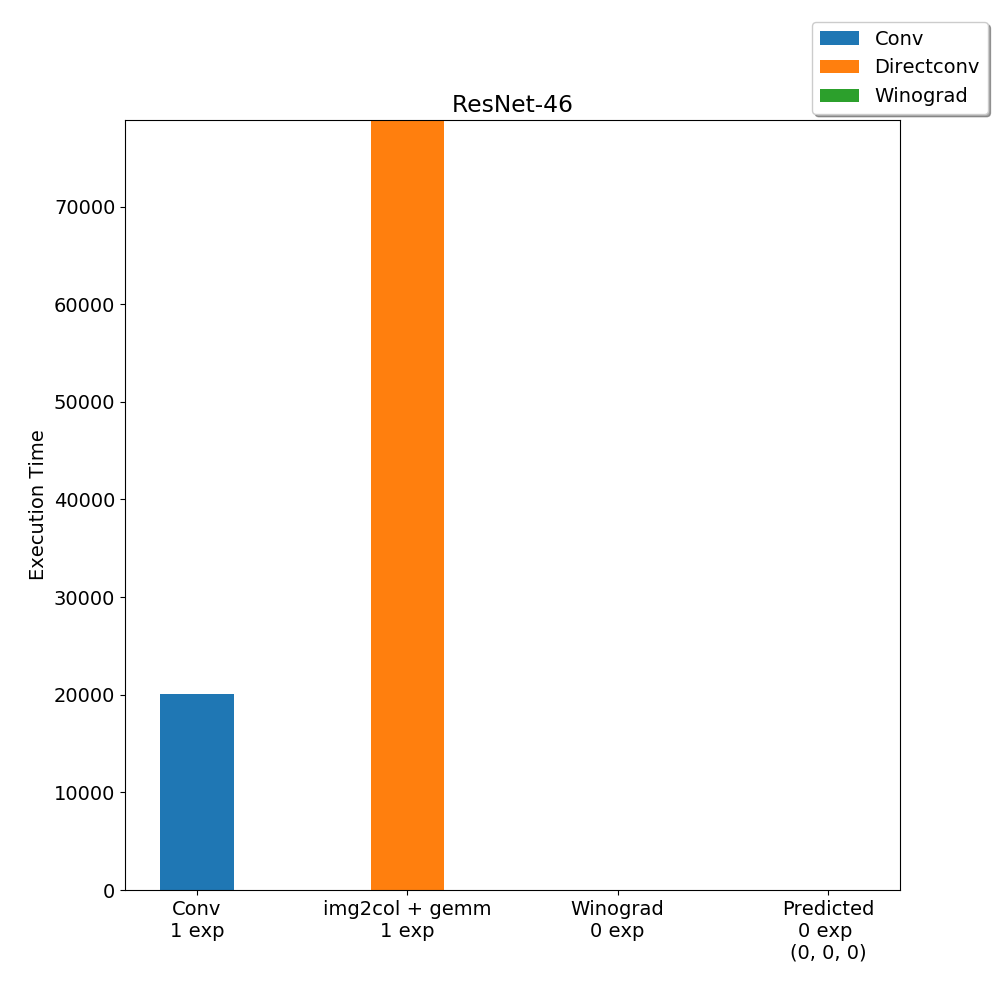 Conv
Directconv
Winograd
ResNet-46
70000
60000
50000
40000
30000
20000
10000
0
Execution Time
Conv
1 exp
img2col + gemm
1 exp
Winograd
0 exp
Predicted
0 exp
(0, 0, 0)